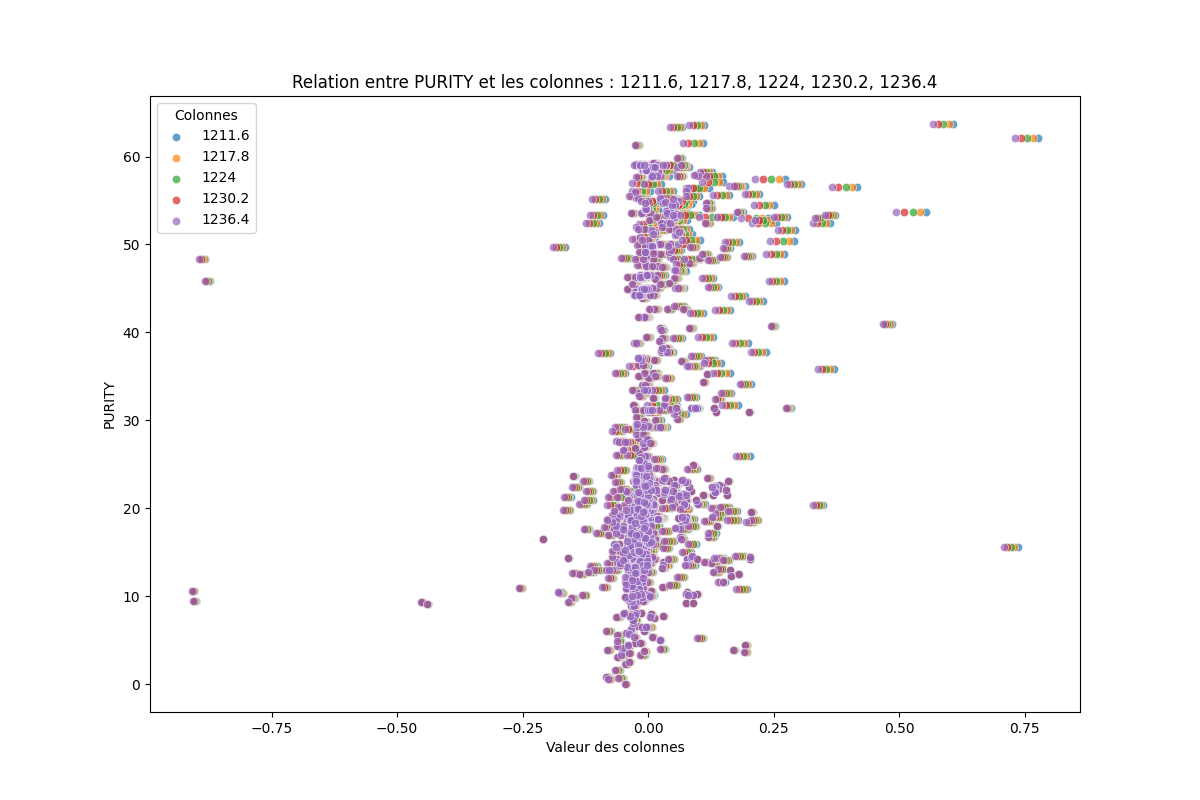 Relation entre PURITY et les colonnes : 1211.6, 1217.8, 1224, 1230.2, 1236.4
Colonnes
1211.6
1217.8
1224
1230.2
1236.4
PURITY
60
50
40
30
20
10
0
−0.75 −0.50 −0.25 0.00 0.25 0.50 0.75
Valeur des colonnes